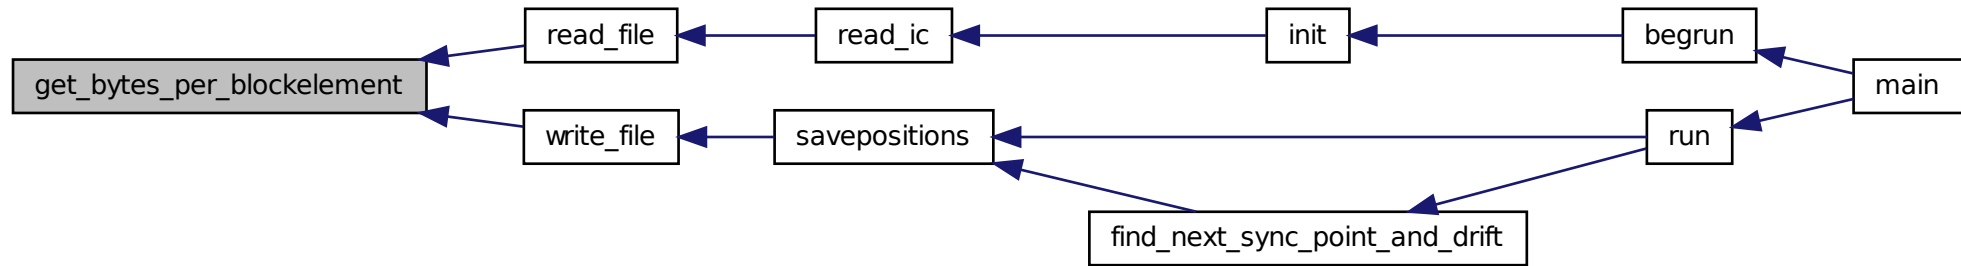 get_bytes_per_blockelement
read_file
read_ic
init
begrun
main
write_file
savepositions
run
find_next_sync_point_and_drift